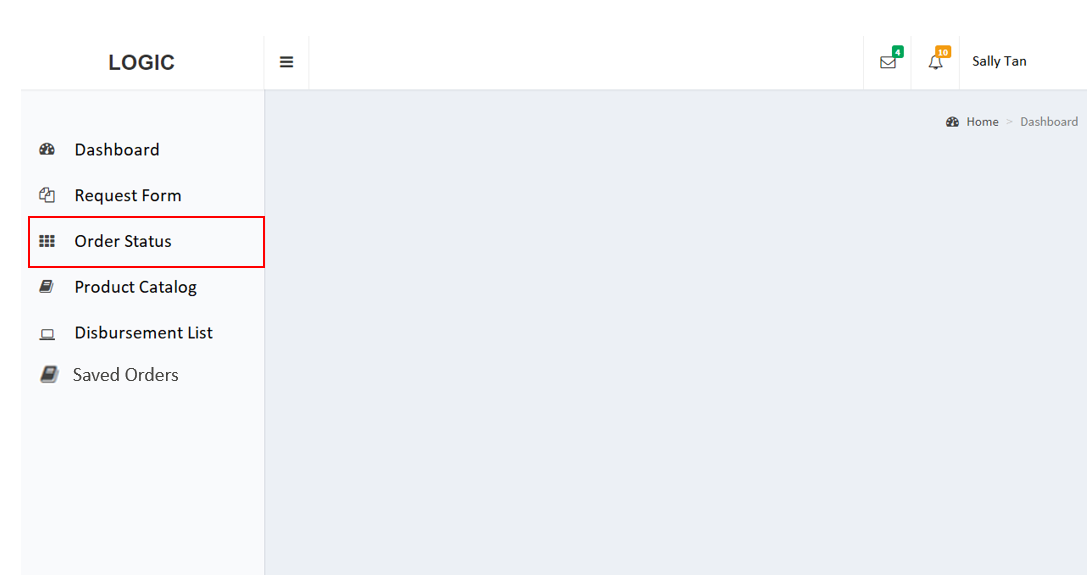 LOGIC
4
10
Sally Tan
Home > Dashboard
Dashboard
Request Form
Order Status
Product Catalog
Disbursement List
Saved Orders